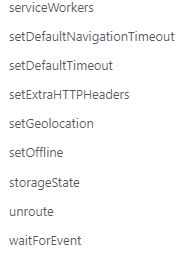 serviceWorkers
setDefaultNavigationTimeout
setDefaultTimeout
setExtraHTTPHeaders
setGeolocation
setOffline
storageState
unroute
waitForEvent